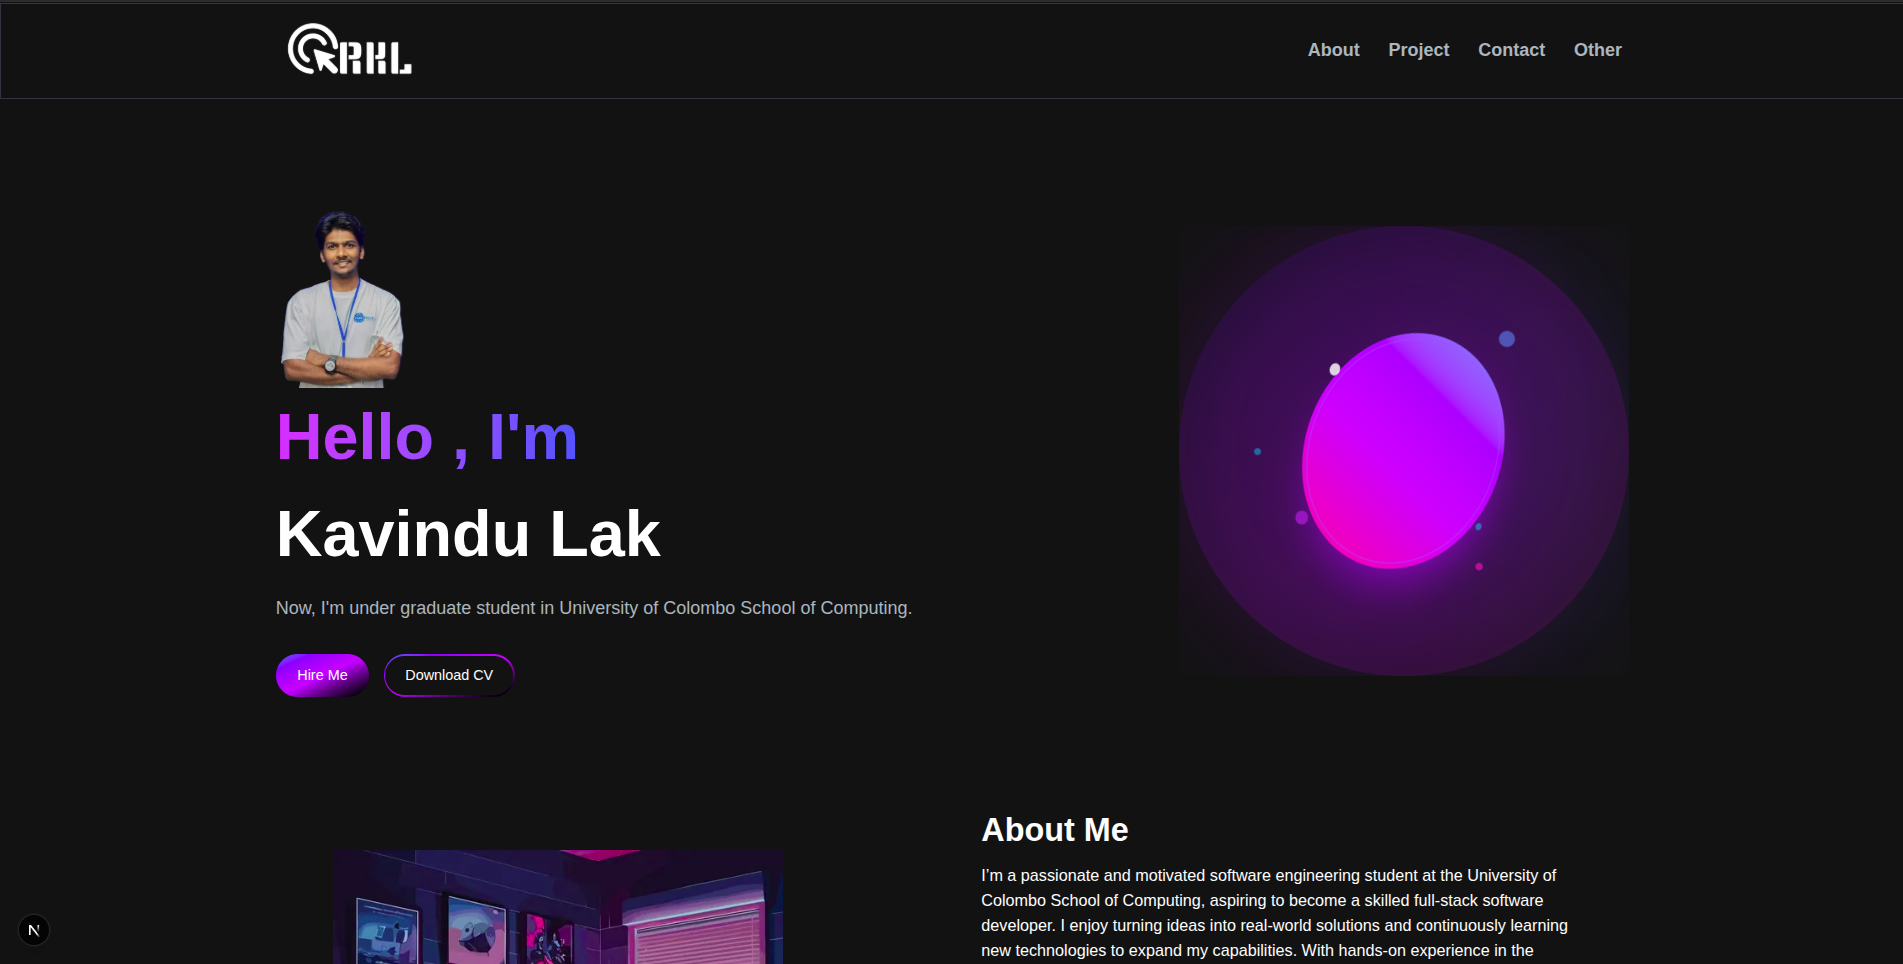 RKL
About Project Contact Other
Hello , I'm
Kavindu Lak
Now, I'm under graduate student in University of Colombo School of Computing.
Hire Me Download CV
About Me
I’m a passionate and motivated software engineering student at the University of
Colombo School of Computing, aspiring to become a skilled full-stack software
developer. I enjoy turning ideas into real-world solutions and continuously learning
new technologies to expand my capabilities. With hands-on experience in the
N